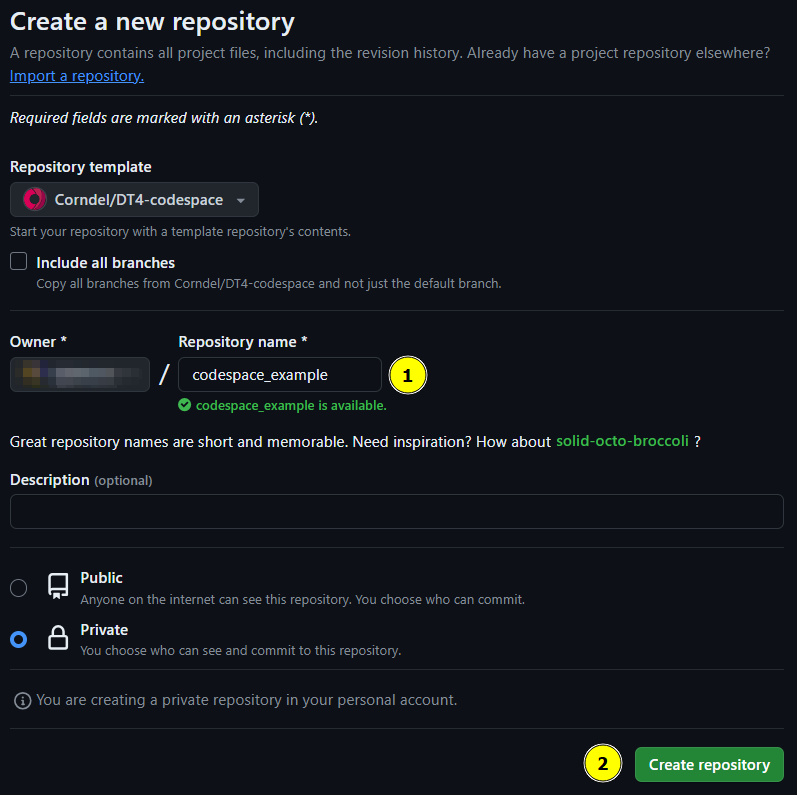 Create a new repository
A repository contains all project files, including the revision history. Already have a project repository elsewhere?
Import a repository.
Required fields are marked with an asterisk (*).
Repository template
Corndel/DT4-codespace
Start your repository with a template repository's contents.
Include all branches
Copy all branches from Corndel/DT4-codespace and not just the default branch.
Owner * Repository name *
/ codespace_example 1
codespace_example is available.
Great repository names are short and memorable. Need inspiration? How about solid-octo-broccoli ?
Description (optional)
Public
Anyone on the internet can see this repository. You choose who can commit.
Private
You choose who can see and commit to this repository.
You are creating a private repository in your personal account.
2 Create repository